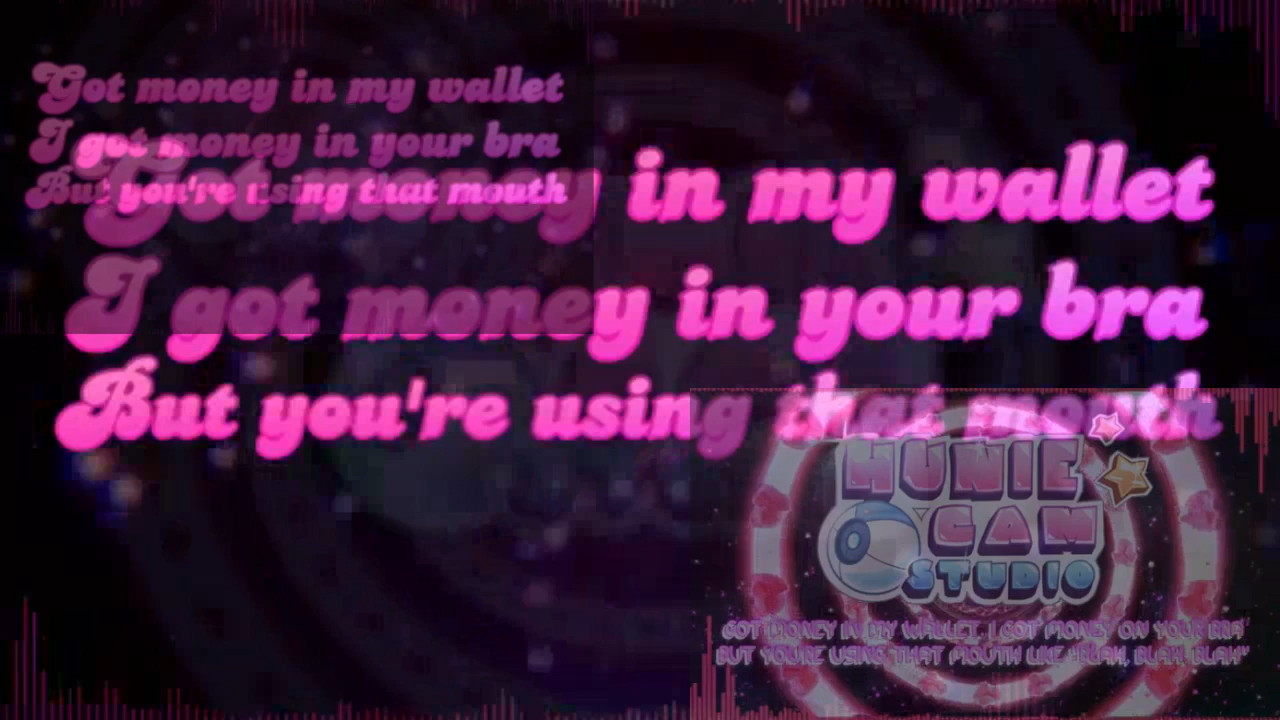 Got money in my wallet
I got money in your bra
But you're using that mouth
Got money in my wallet
I got money in your bra
But you're using that mouth
HUNIE
CAM
STUDIO
GOT MONEY IN MY WALLET, I GOT MONEY ON YOUR BRA'
BUT YOU'RE USING THAT MOUTH LIKE "BLAH, BLAH, BLAH"